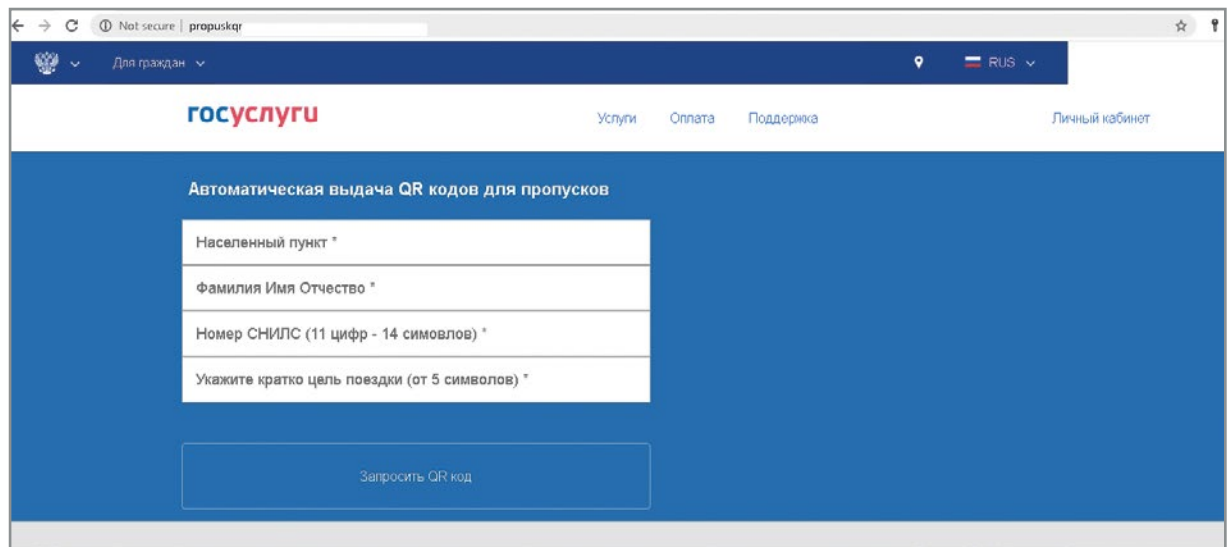 Not secure | propuskqr
Для граждан
RUS
госуслуги
Услуги Оплата Поддержка Личный кабинет
Автоматическая выдача QR кодов для пропусков
Населенный пункт *
Фамилия Имя Отчество *
Номер СНИЛС (11 цифр - 14 симовлов) *
Укажите кратко цель поездки (от 5 символов) *
Запросить QR код